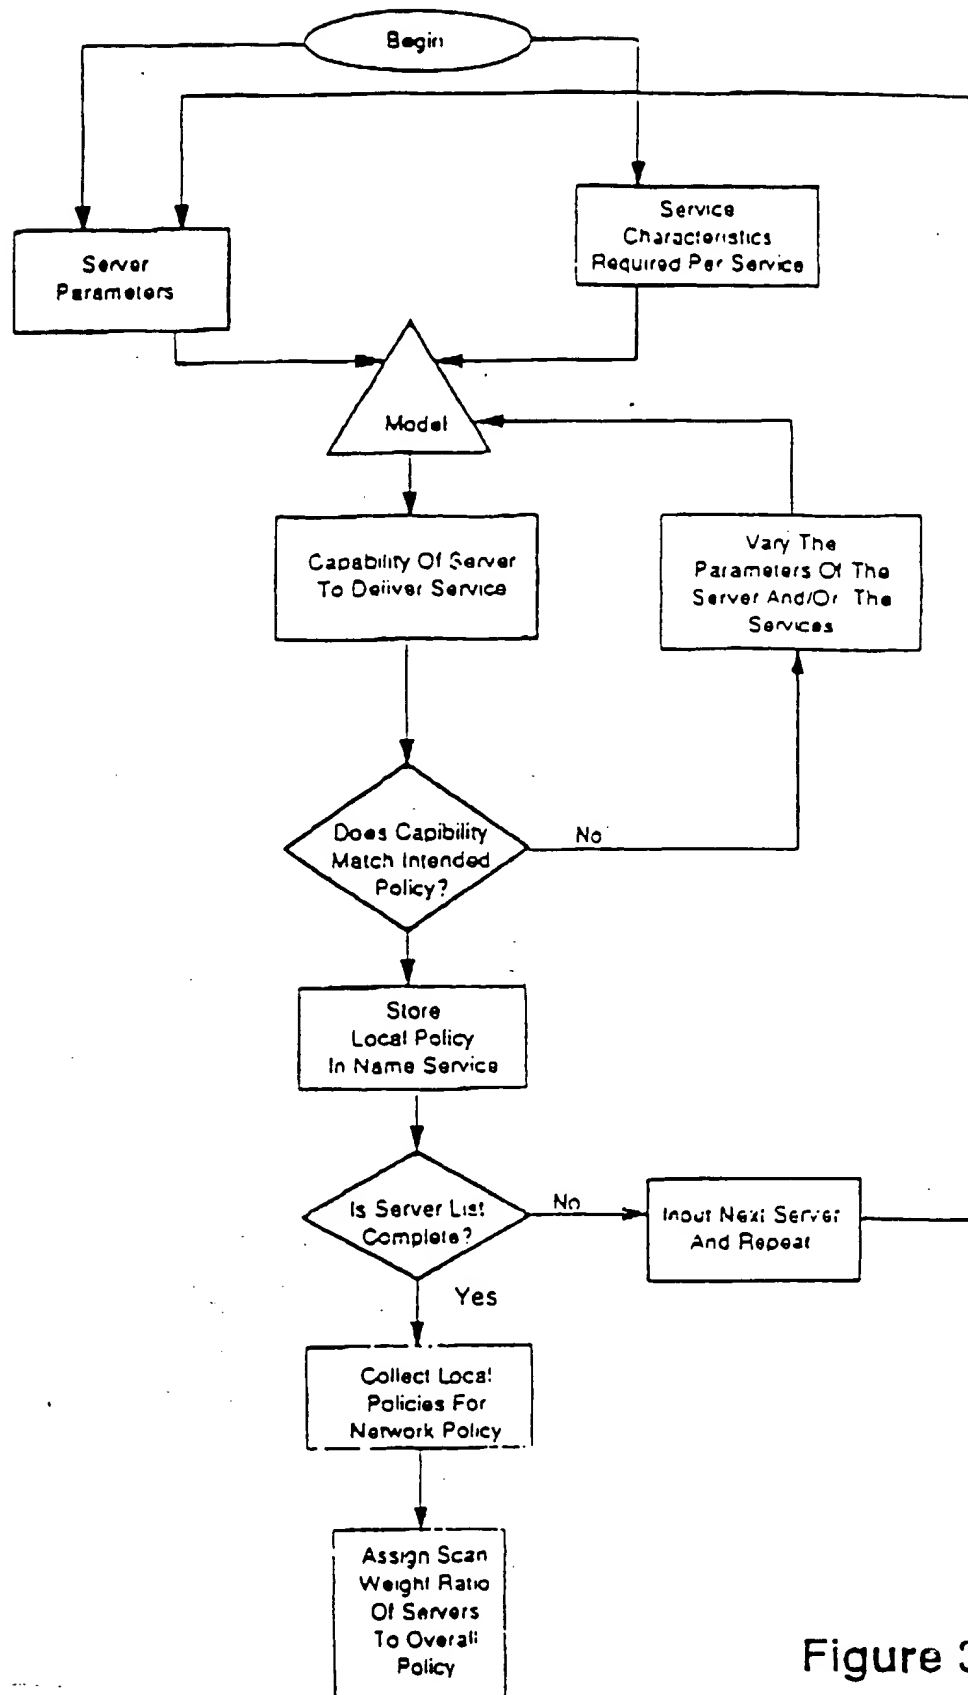 Begin
Server
Parameters
Service
Characteristics
Required Per Service
Model
Capability Of Server
To Deliver Service
Vary The
Parameters Of The
Server And/Or The
Services
Does Capibility
Match Intended
Policy?
No
Store
Local Policy
In Name Service
Is Server List
Complete?
No
Input Next Server
And Repeat
Yes
Collect Local
Policies For
Network Policy
Assign Scan
Weight Ratio
Of Servers
To Overall
Policy
Figure 3